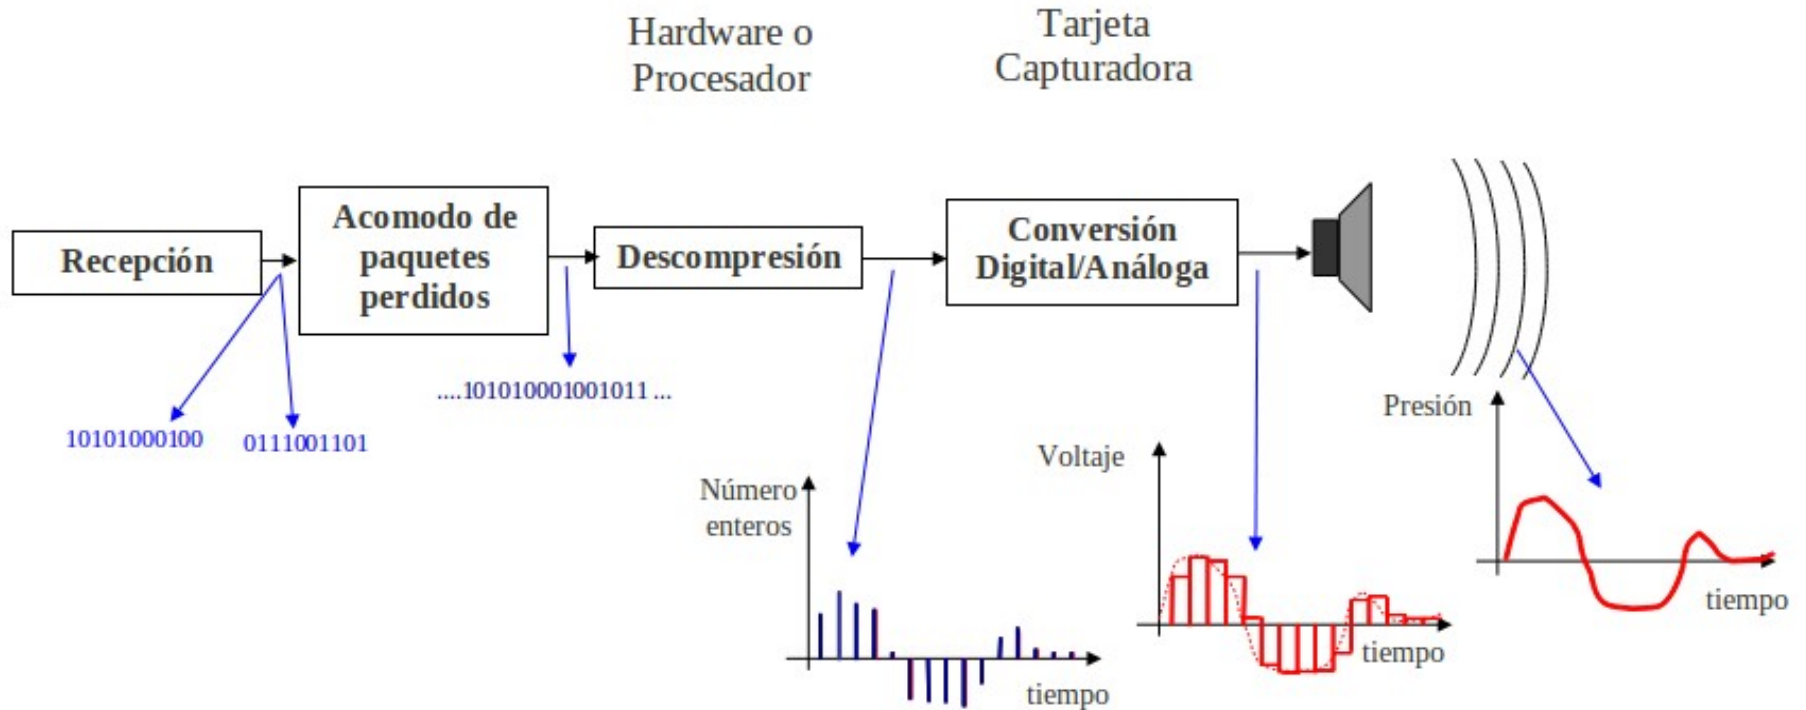 Hardware o
Procesador
Tarjeta
Capturadora
Recepción
Acomodo de
paquetes
perdidos
Descompresión
Conversión
Digital/Análoga
10101000100
0111001101
....101010001001011 ...
Número
enteros
tiempo
Voltaje
tiempo
Presión
tiempo